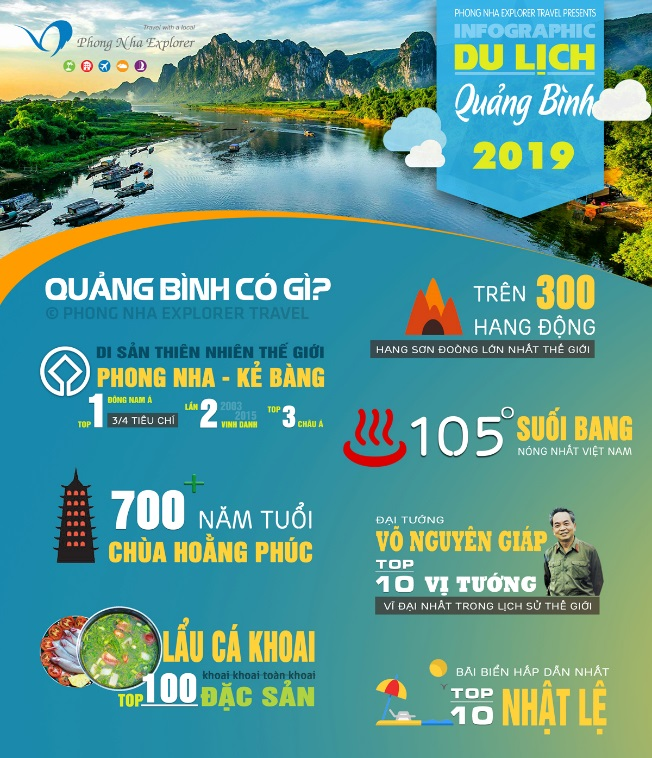 Travel with a local
Phong Nha Explorer
PHONG NHA EXPLORER TRAVEL PRESENTS
INFOGRAPHIC
DU LỊCH
Quảng Bình
2019
QUẢNG BÌNH CÓ GÌ?
© PHONG NHA EXPLORER TRAVEL
DI SẢN THIÊN NHIÊN THẾ GIỚI
PHONG NHA - KẺ BÀNG
TOP 1 ĐÔNG NAM Á
3/4 TIÊU CHÍ
LẦN 2 2003 2015 VINH DANH
TOP 3 CHÂU Á
TRÊN 300
HANG ĐỘNG
HANG SƠN ĐOÒNG LỚN NHẤT THẾ GIỚI
105° SUỐI BANG
NÓNG NHẤT VIỆT NAM
700+ NĂM TUỔI
CHÙA HOẰNG PHÚC
ĐẠI TƯỚNG
VÕ NGUYÊN GIÁP
TOP 10 VỊ TƯỚNG
VĨ ĐẠI NHẤT TRONG LỊCH SỬ THẾ GIỚI
LẨU CÁ KHOAI
khoai khoai toàn khoai
TOP 100 ĐẶC SẢN
BÃI BIỂN HẤP DẪN NHẤT
TOP 10 NHẬT LỆ